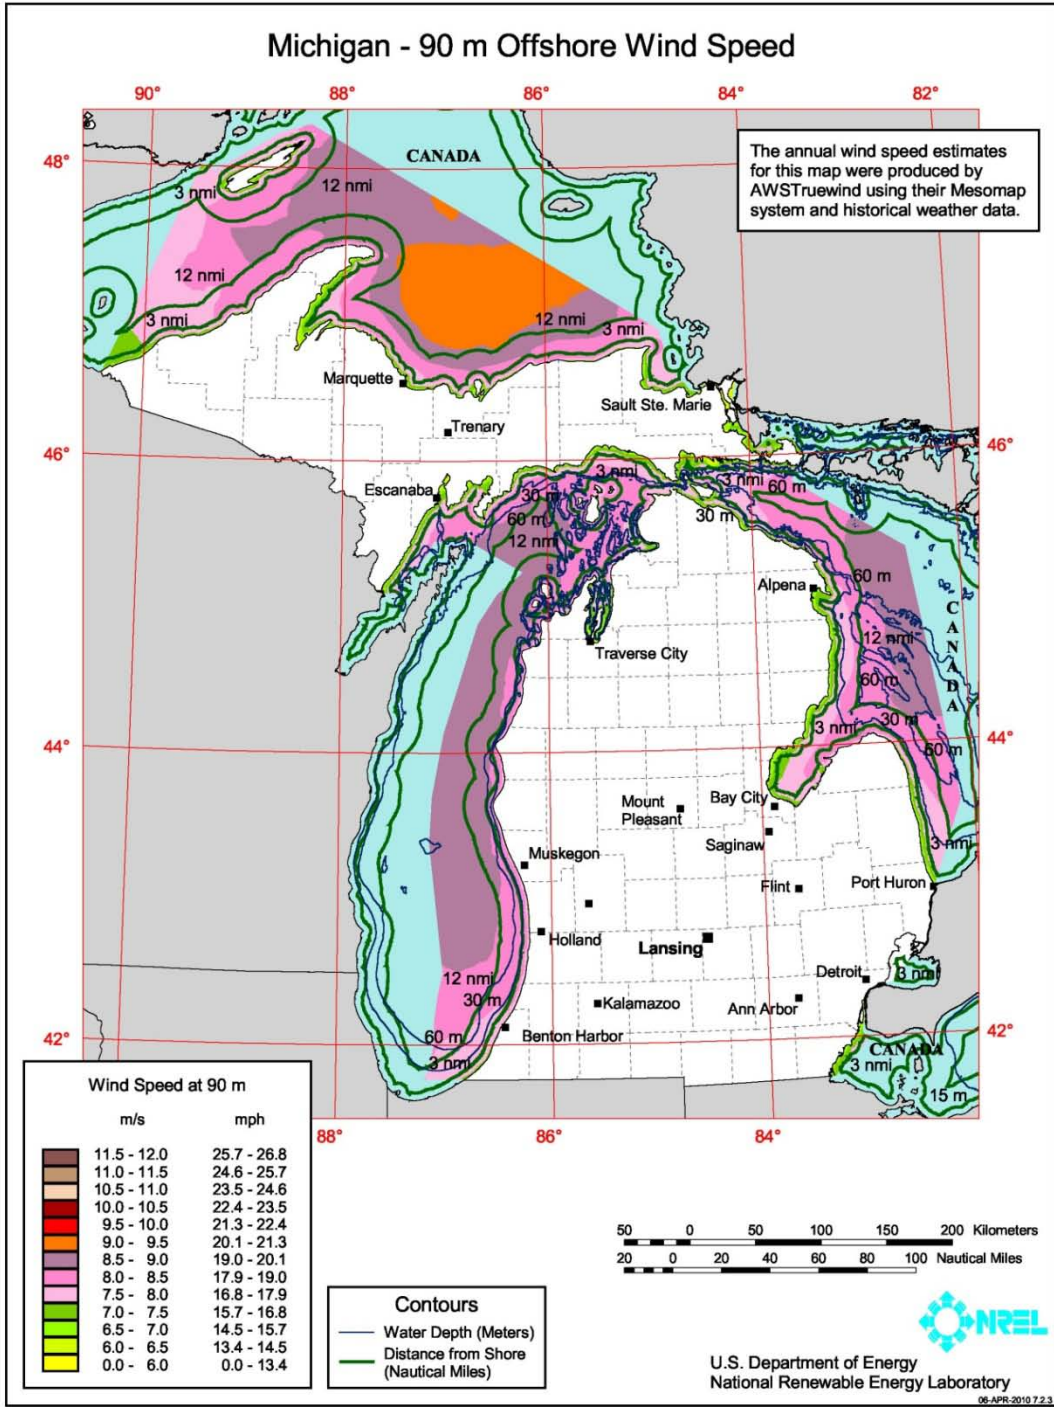 Michigan - 90 m Offshore Wind Speed
90° 88° 86° 84° 82°
The annual wind speed estimates
for this map were produced by
AWSTruewind using their Mesomap
system and historical weather data.
CANADA
48°
3 nmi
12 nmi
12 nmi
3 nmi
12 nmi
3 nmi
Marquette
Sault Ste. Marie
Trenary
46° 46°
3 nmi
3 nmi
60 m
Escanaba
30 m
30 m
60 m
12 nmi
60 m
Alpena
CANADA
12 nmi
Traverse City
60 m
30 m
3 nmi
60 m
44° 44°
Mount
Pleasant
Bay City
Saginaw
3 nmi
Muskegon
Flint
Port Huron
Holland
Lansing
12 nmi
Detroit
3 nmi
30 m
Kalamazoo
Ann Arbor
42° 42°
60 m
Benton Harbor
CANADA
3 nmi
3 nmi
15 m
88° 86° 84°
Wind Speed at 90 m
m/s mph
11.5 - 12.0 25.7 - 26.8
11.0 - 11.5 24.6 - 25.7
10.5 - 11.0 23.5 - 24.6
10.0 - 10.5 22.4 - 23.5
9.5 - 10.0 21.3 - 22.4
9.0 - 9.5 20.1 - 21.3
8.5 - 9.0 19.0 - 20.1
8.0 - 8.5 17.9 - 19.0
7.5 - 8.0 16.8 - 17.9
7.0 - 7.5 15.7 - 16.8
6.5 - 7.0 14.5 - 15.7
6.0 - 6.5 13.4 - 14.5
0.0 - 6.0 0.0 - 13.4
50 0 50 100 150 200 Kilometers
20 0 20 40 60 80 100 Nautical Miles
Contours
Water Depth (Meters)
Distance from Shore
(Nautical Miles)
NREL
U.S. Department of Energy
National Renewable Energy Laboratory
06-APR-2010 7.2.3